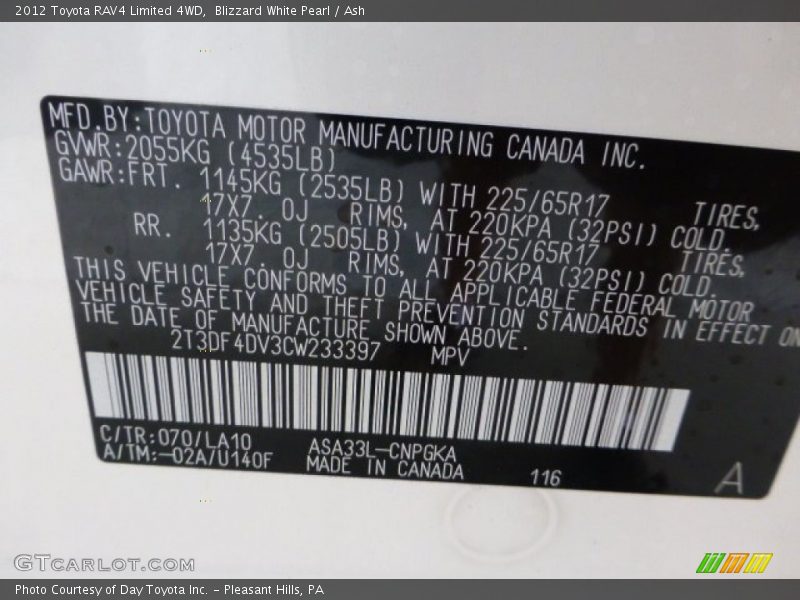 2012 Toyota RAV4 Limited 4WD,  Blizzard White Pearl / Ash
MFD.BY:TOYOTA MOTOR MANUFACTURING CANADA INC.
GVWR:2055KG (4535LB)
GAWR:FRT. 1145KG (2535LB) WITH 225/65R17 TIRES,
17X7. 0J RIMS, AT 220KPA (32PSI) COLD.
RR. 1135KG (2505LB) WITH 225/65R17 TIRES,
17X7. 0J RIMS, AT 220KPA (32PSI) COLD.
THIS VEHICLE CONFORMS TO ALL APPLICABLE FEDERAL MOTOR
VEHICLE SAFETY AND THEFT PREVENTION STANDARDS IN EFFECT ON
THE DATE OF MANUFACTURE SHOWN ABOVE.
2T3DF4DV3CW233397 MPV
C/TR:070/LA10 ASA33L-CNPGKA
A/TM:-02A/U140F MADE IN CANADA 116 A
GTCARLOT.COM
Photo Courtesy of Day Toyota Inc. - Pleasant Hills, PA